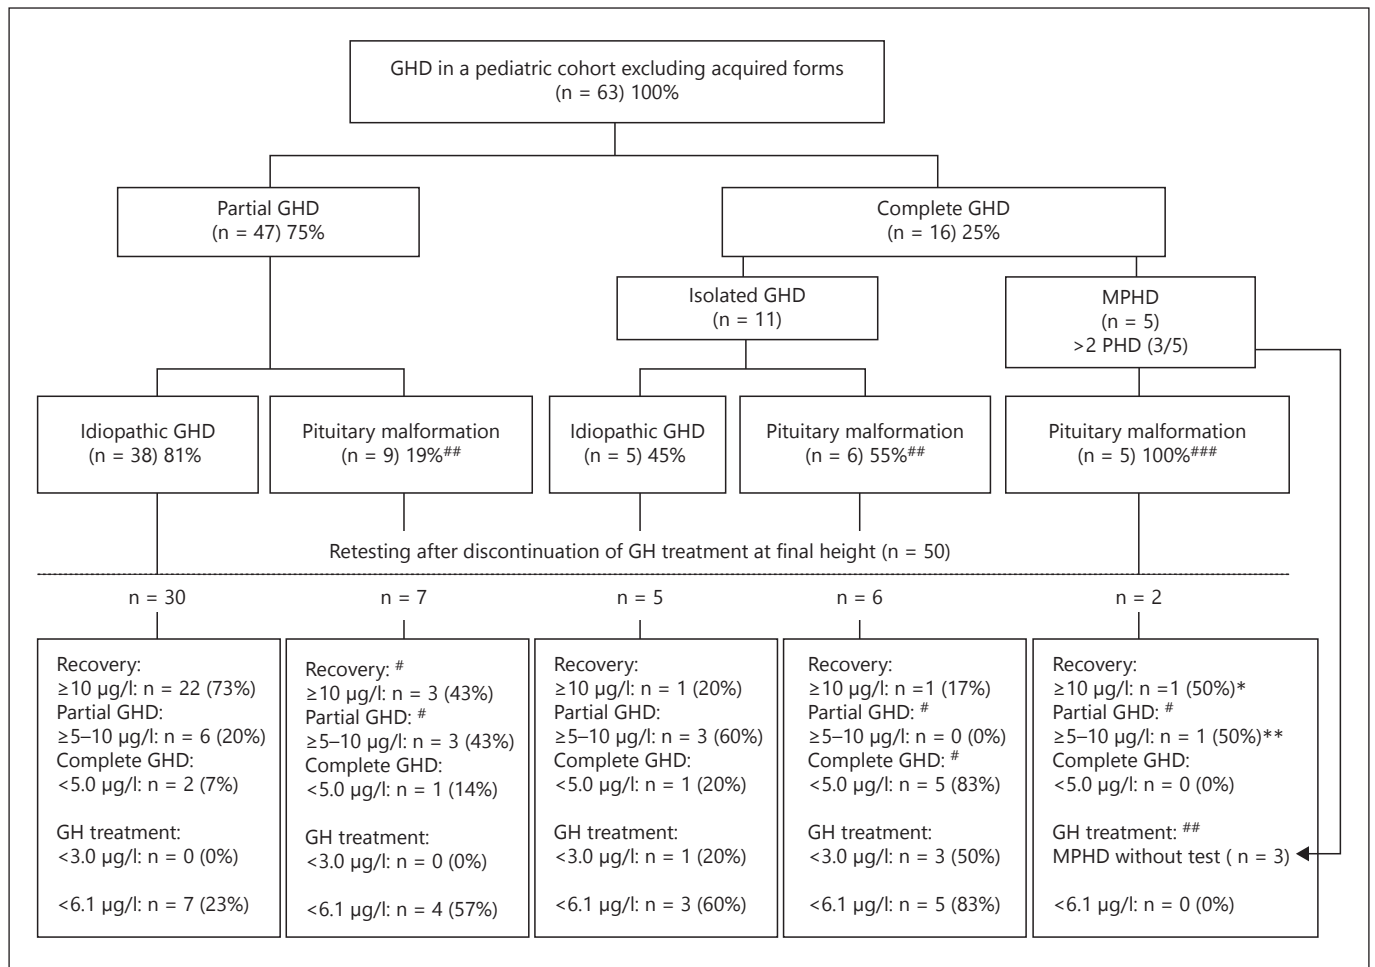 GHD in a pediatric cohort excluding acquired forms
(n = 63) 100%
Partial GHD
(n = 47) 75%
Complete GHD
(n = 16) 25%
Isolated GHD
(n = 11)
MPHD
(n = 5)
>2 PHD (3/5)
Idiopathic GHD
(n = 38) 81%
Pituitary malformation
(n = 9) 19%##
Idiopathic GHD
(n = 5) 45%
Pituitary malformation
(n = 6) 55%##
Pituitary malformation
(n = 5) 100%###
Retesting after discontinuation of GH treatment at final height (n = 50)
n = 30
n = 7
n = 5
n = 6
n = 2
Recovery:
≥10 µg/l: n = 22 (73%)
Partial GHD:
≥5–10 µg/l: n = 6 (20%)
Complete GHD:
<5.0 µg/l: n = 2 (7%)
GH treatment:
<3.0 µg/l: n = 0 (0%)
<6.1 µg/l: n = 7 (23%)
Recovery: #
≥10 µg/l: n = 3 (43%)
Partial GHD: #
≥5–10 µg/l: n = 3 (43%)
Complete GHD:
<5.0 µg/l: n = 1 (14%)
GH treatment:
<3.0 µg/l: n = 0 (0%)
<6.1 µg/l: n = 4 (57%)
Recovery:
≥10 µg/l: n = 1 (20%)
Partial GHD:
≥5–10 µg/l: n = 3 (60%)
Complete GHD:
<5.0 µg/l: n = 1 (20%)
GH treatment:
<3.0 µg/l: n = 1 (20%)
<6.1 µg/l: n = 3 (60%)
Recovery:
≥10 µg/l: n =1 (17%)
Partial GHD: #
≥5–10 µg/l: n = 0 (0%)
Complete GHD: #
<5.0 µg/l: n = 5 (83%)
GH treatment:
<3.0 µg/l: n = 3 (50%)
<6.1 µg/l: n = 5 (83%)
Recovery:
≥10 µg/l: n =1 (50%)*
Partial GHD: #
≥5–10 µg/l: n = 1 (50%)**
Complete GHD:
<5.0 µg/l: n = 0 (0%)
GH treatment: ##
MPHD without test ( n = 3)
<6.1 µg/l: n = 0 (0%)